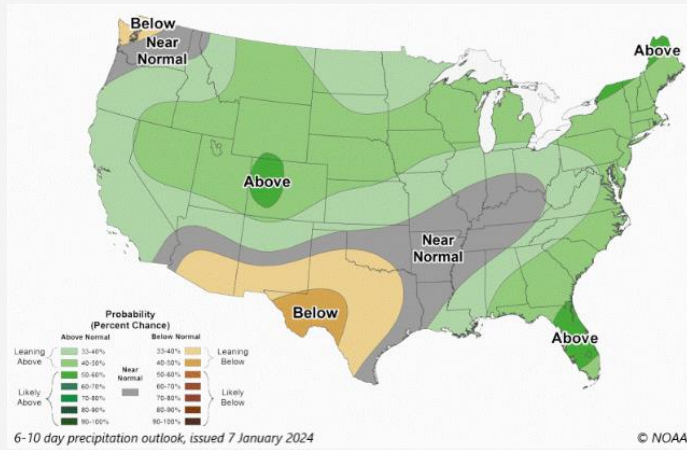 Below
Near
Normal
Above
Above
Near
Normal
Below
Above
Probability
(Percent Chance)
Above Normal
Below Normal
Leaning
Above
33-40%
40-50%
50-60%
60-70%
70-80%
80-90%
90-100%
Likely
Above
Near
Normal
33-40%
40-50%
50-60%
60-70%
70-80%
80-90%
90-100%
Leaning
Below
Likely
Below
6-10 day precipitation outlook, issued 7 January 2024
© NOAA